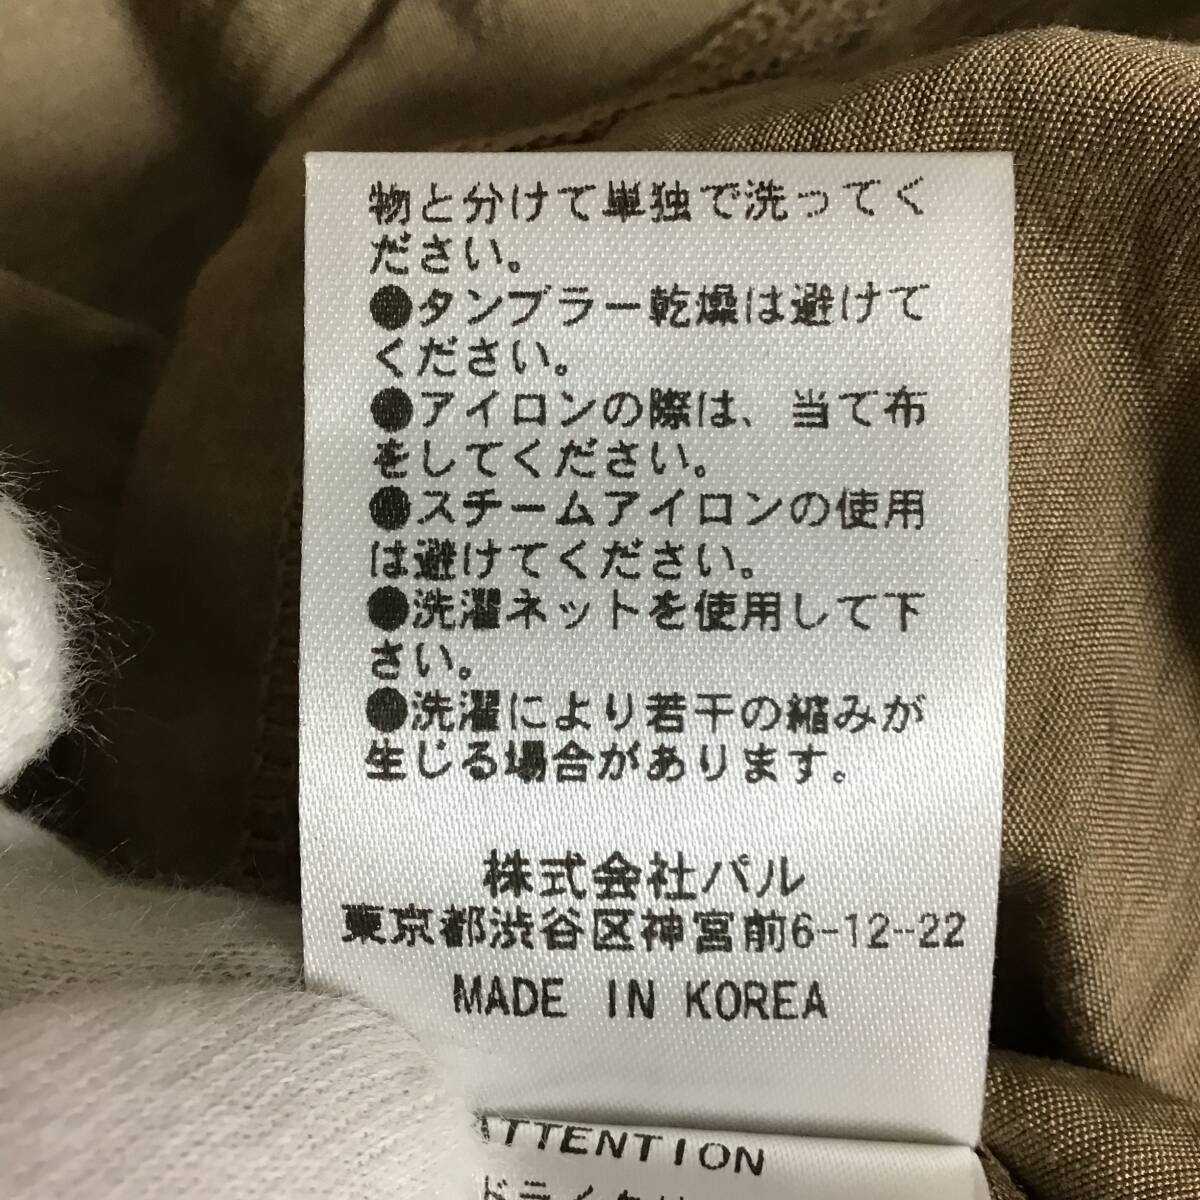 物と分けて単独で洗ってく
ださい。
●タンブラー乾燥は避けて
ください。
●アイロンの際は、当て布
をしてください。
●スチームアイロンの使用
は避けてください。
●洗濯ネットを使用して下
さい。
●洗濯により若干の縮みが
生じる場合があります。
株式会社パル
東京都渋谷区神宮前6-12-22
MADE IN KOREA
ATTENTION